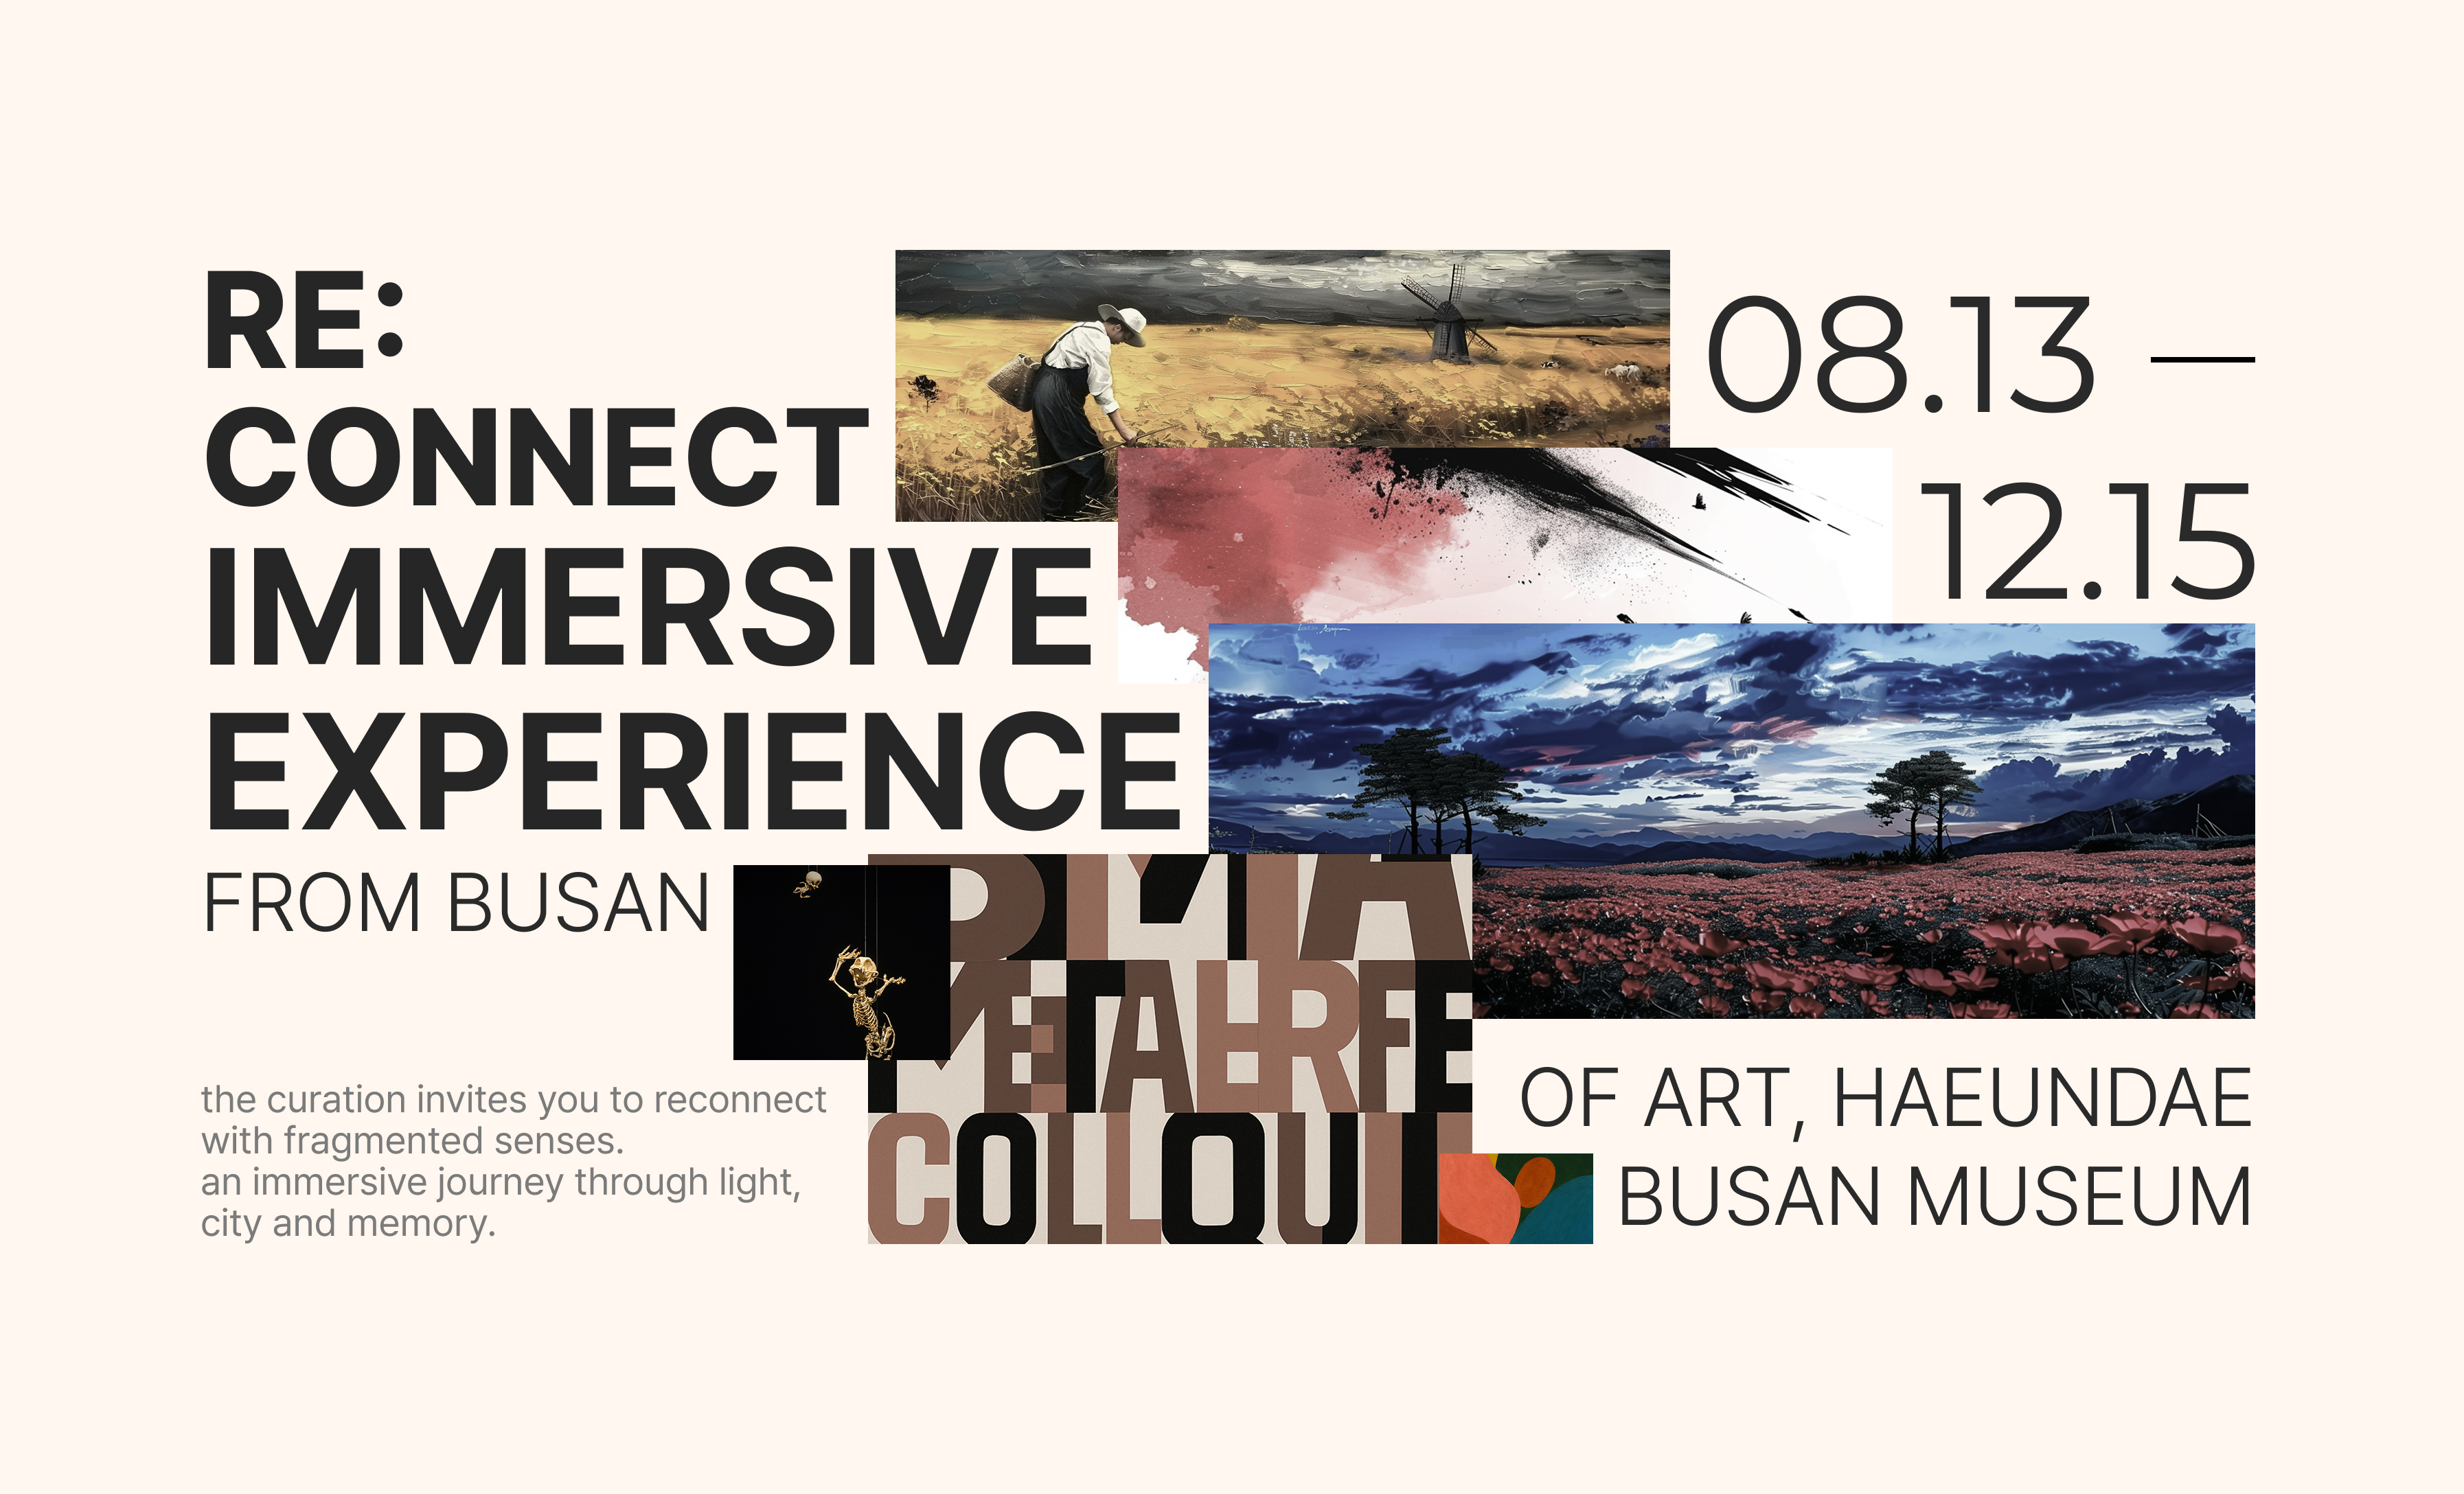 RE:
CONNECT
IMMERSIVE
EXPERIENCE
FROM BUSAN
08.13 —
12.15
the curation invites you to reconnect
with fragmented senses.
an immersive journey through light,
city and memory.
COLLOQUI
OF ART, HAEUNDAE
BUSAN MUSEUM